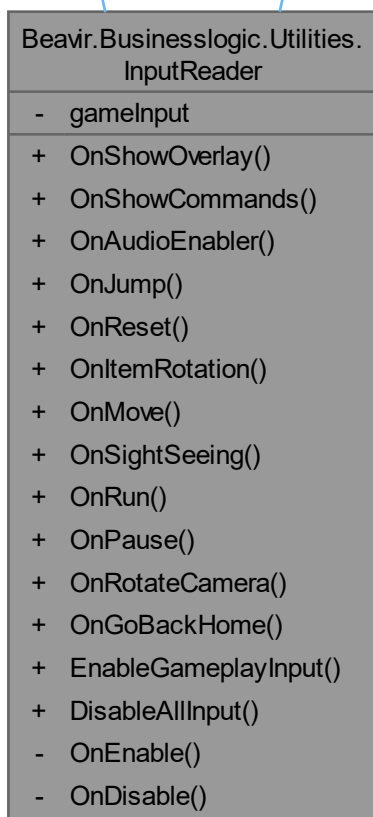 Beavir.Businesslogic.Utilities.
InputReader
- gameInput
+ OnShowOverlay()
+ OnShowCommands()
+ OnAudioEnabler()
+ OnJump()
+ OnReset()
+ OnItemRotation()
+ OnMove()
+ OnSightSeeing()
+ OnRun()
+ OnPause()
+ OnRotateCamera()
+ OnGoBackHome()
+ EnableGameplayInput()
+ DisableAllInput()
- OnEnable()
- OnDisable()